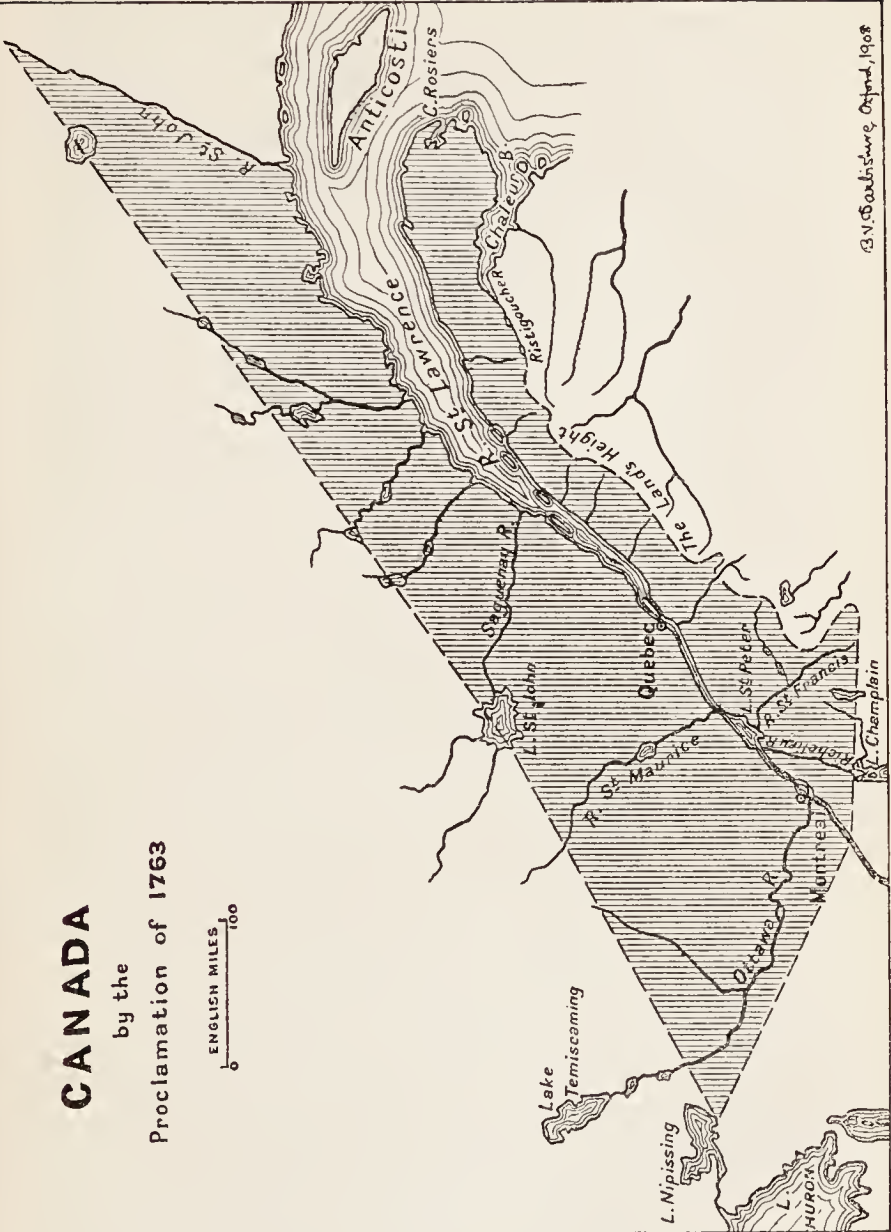 CANADA
by the
Proclamation of 1763
ENGLISH MILES
0 100
R. St. John
Anticosti
C. Rosiers
Chaleurs B.
Ristigouche R.
R. St. Lawrence
The Land's Height
Saguenay R.
L. St. John
Quebec
L. St. Peter
R. St. Francis
Richelieu R.
L. Champlain
R. St. Maurice
Montreal
Ottawa R.
Lake
Temiscaming
L. Nipissing
L.
HURON
B.V. Darbishire, Oxford, 1908